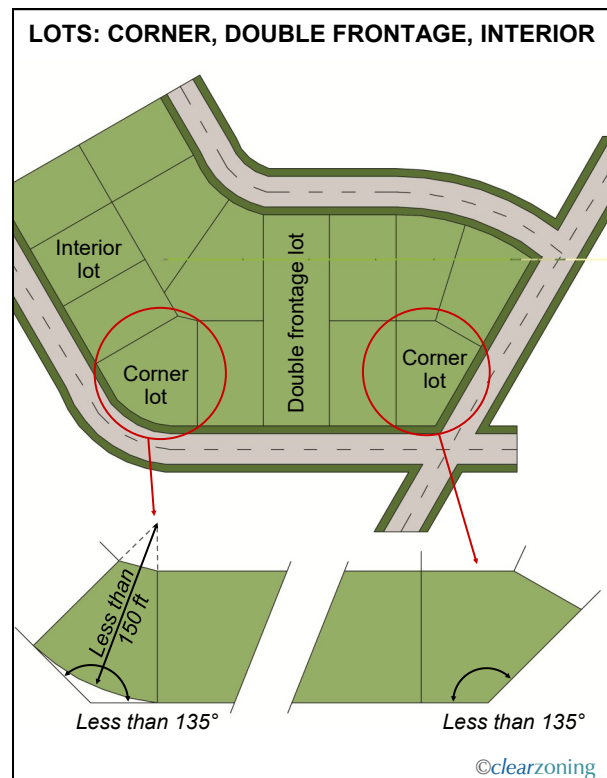 LOTS: CORNER, DOUBLE FRONTAGE, INTERIOR
Interior
lot
Double frontage lot
Corner
lot
Corner
lot
Less than
150 ft
Less than 135°
Less than 135°
©clearzoning